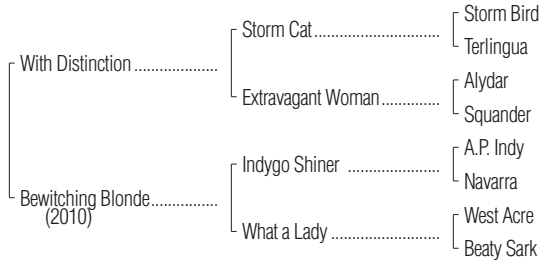 Storm Bird
Storm Cat
Terlingua
With Distinction
Alydar
Extravagant Woman
Squander
A.P. Indy
Indygo Shiner
Navarra
Bewitching Blonde
(2010)
West Acre
What a Lady
Beaty Sark